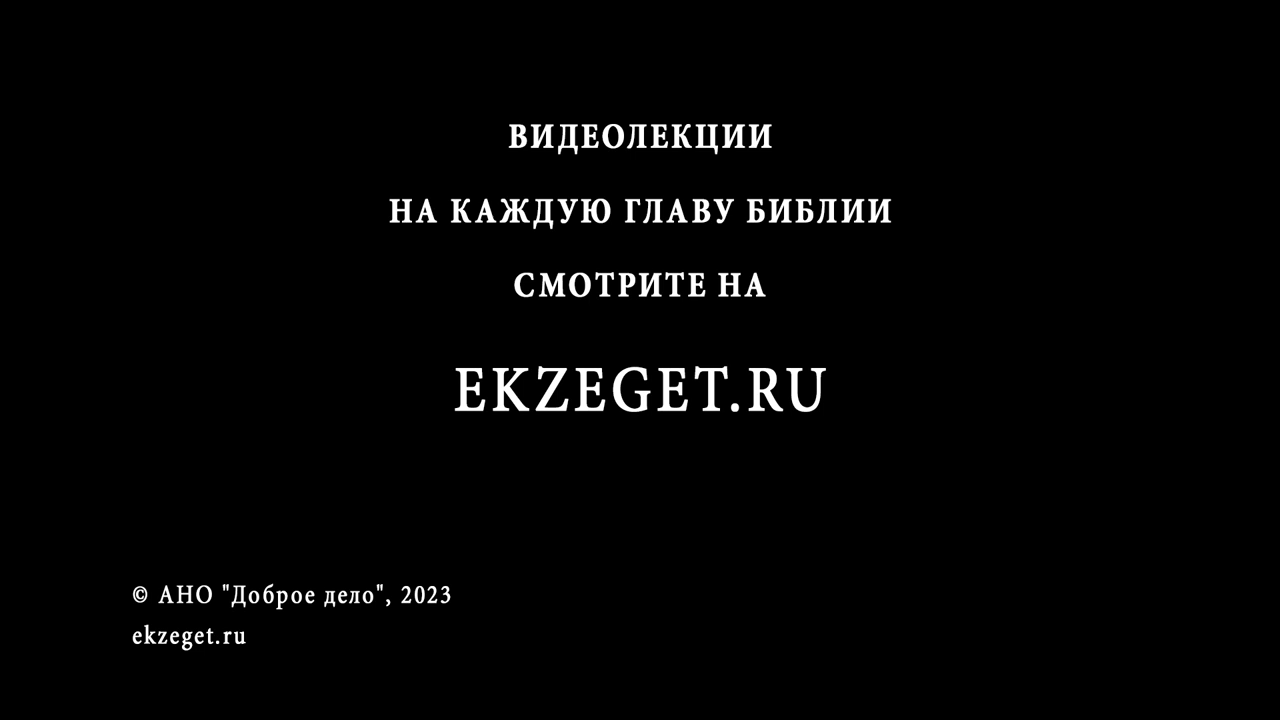 ВИДЕОЛЕКЦИИ
НА КАЖДУЮ ГЛАВУ БИБЛИИ
СМОТРИТЕ НА
EKZEGET.RU
© АНО "Доброе дело", 2023
ekzeget.ru